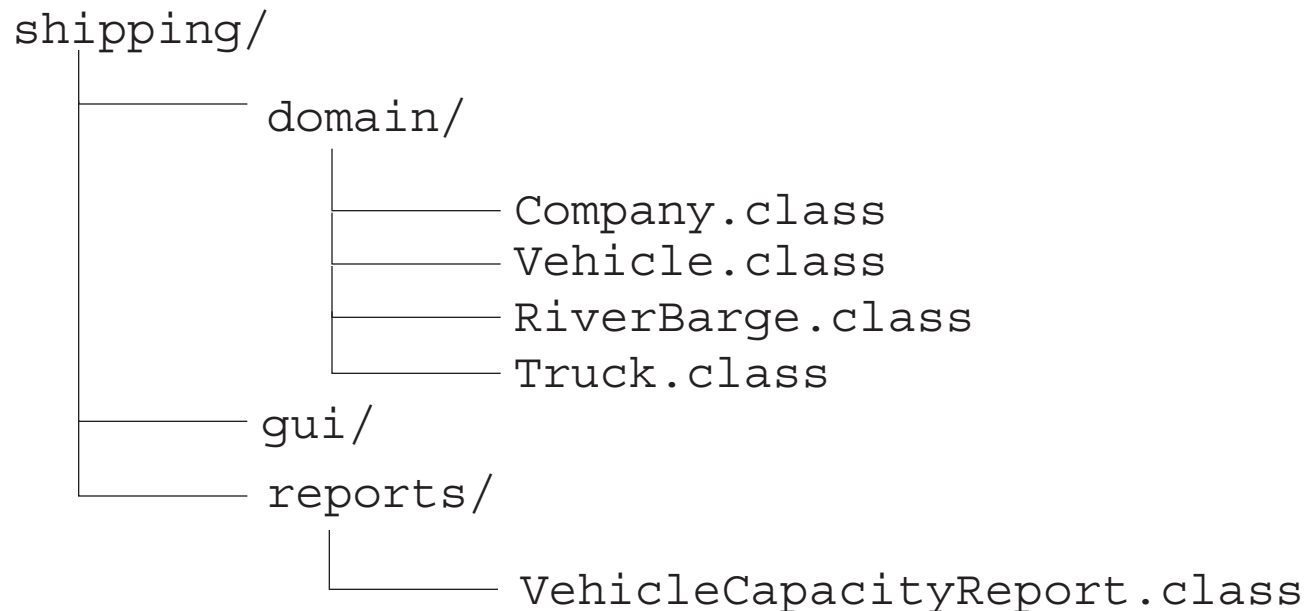 shipping/
domain/
Company.class
Vehicle.class
RiverBarge.class
Truck.class
gui/
reports/
VehicleCapacityReport.class